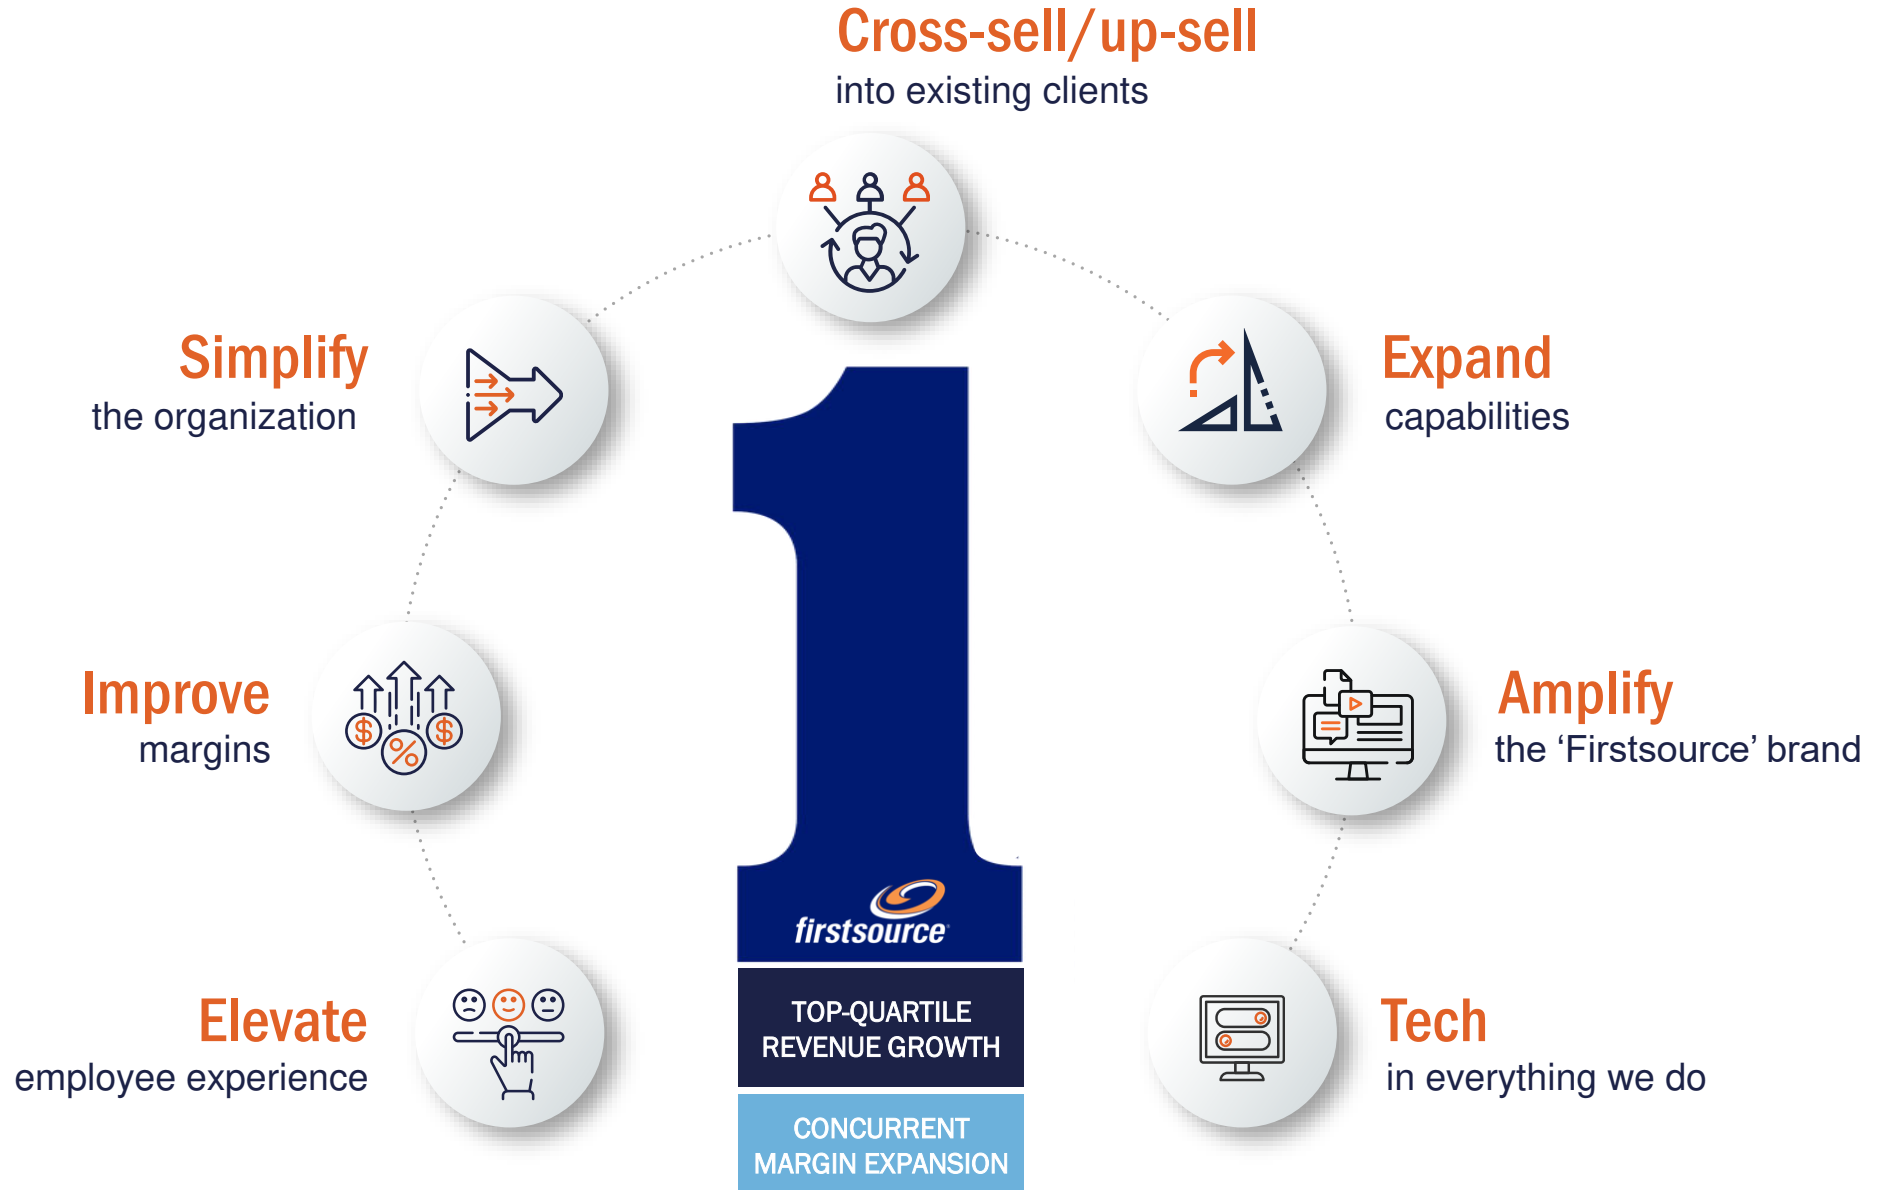 Cross-sell/up-sell
into existing clients
Simplify
the organization
Expand
capabilities
Improve
margins
Amplify
the ‘Firstsource’ brand
Elevate
employee experience
Tech
in everything we do
firstsource
TOP-QUARTILE
REVENUE GROWTH
CONCURRENT
MARGIN EXPANSION